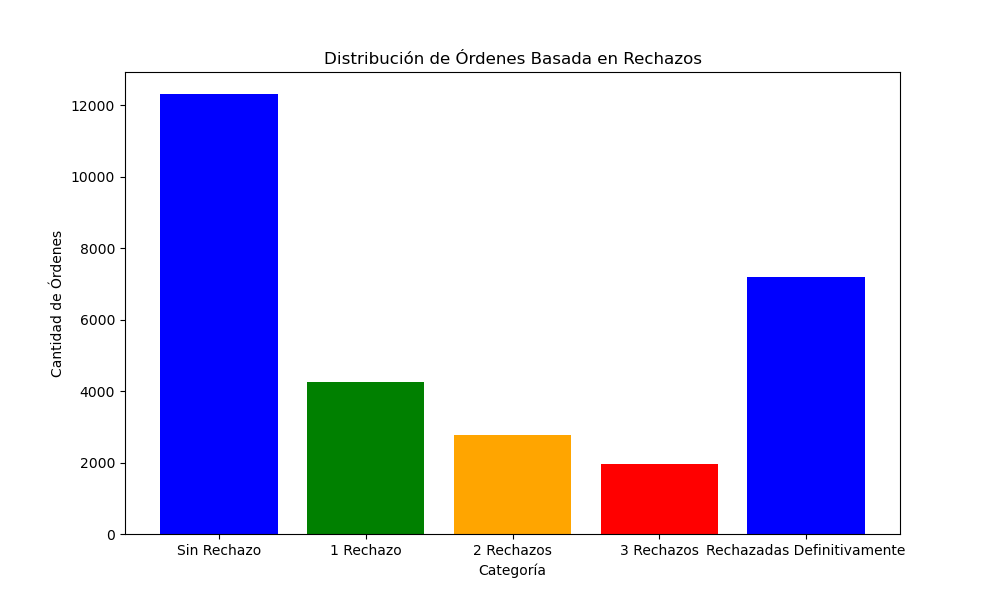 Distribución de Órdenes Basada en Rechazos
Cantidad de Órdenes
12000
10000
8000
6000
4000
2000
0
Sin Rechazo
1 Rechazo
2 Rechazos
3 Rechazos
Rechazadas Definitivamente
Categoría